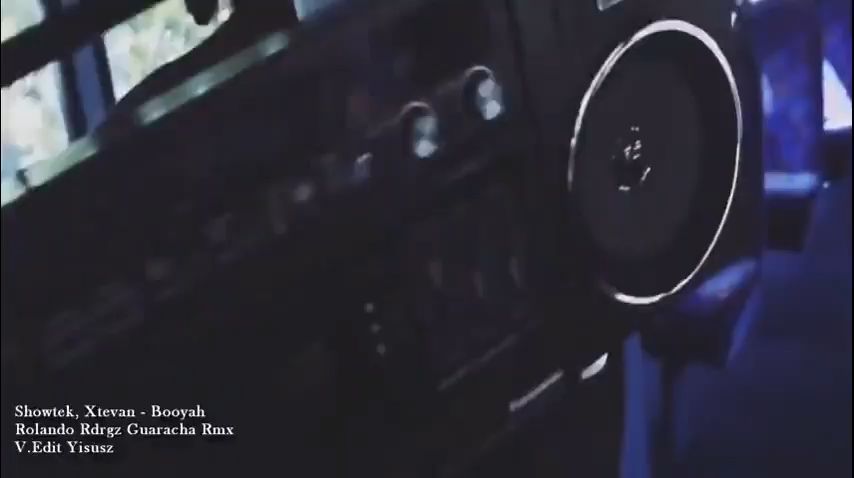 Showtek, Xtevan - Booyah
Rolando Rdrgz Guaracha Rmx
V.Edit Yisusz